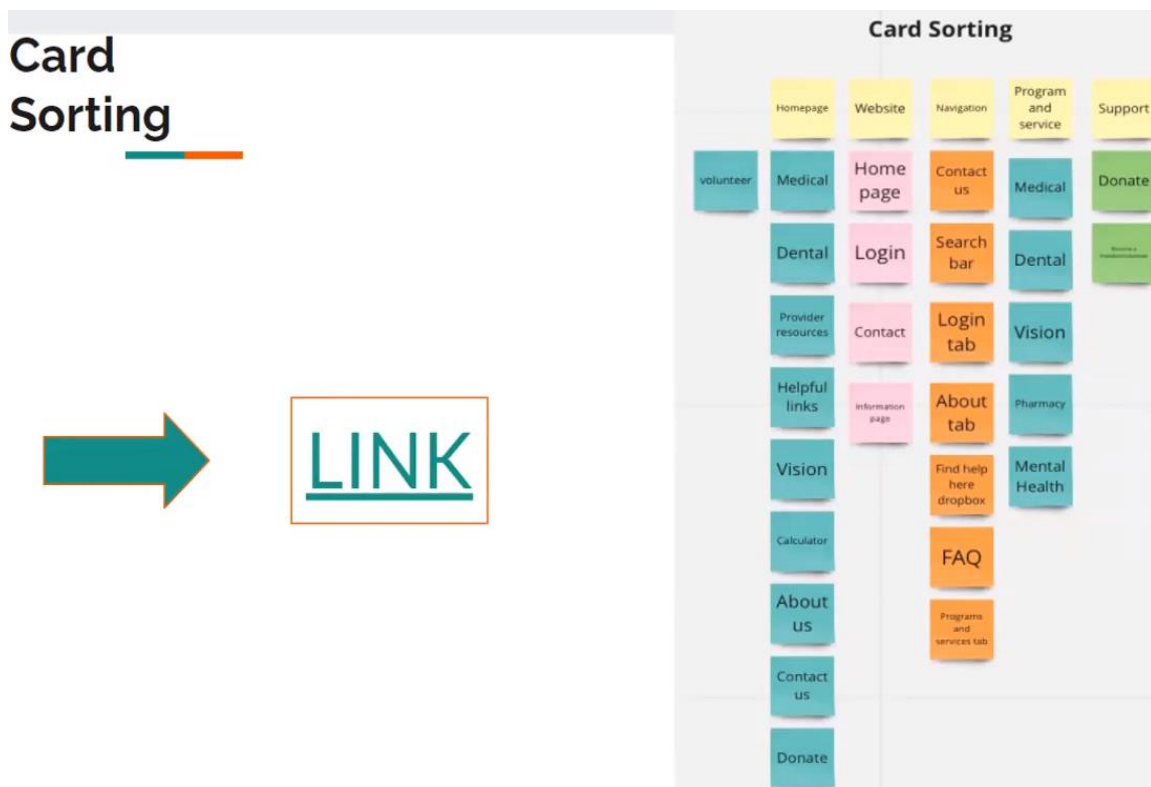 Card
Sorting
LINK
Card Sorting
Homepage
Website
Navigation
Program
and
service
Support
volunteer
Medical
Home
page
Contact
us
Medical
Donate
Dental
Login
Search
bar
Dental
Provider
resources
Contact
Login
tab
Vision
Helpful
links
Information
page
About
tab
Pharmacy
Vision
Find help
here
dropbox
Mental
Health
Calculator
FAQ
About
us
Programs
and
services tab
Contact
us
Donate